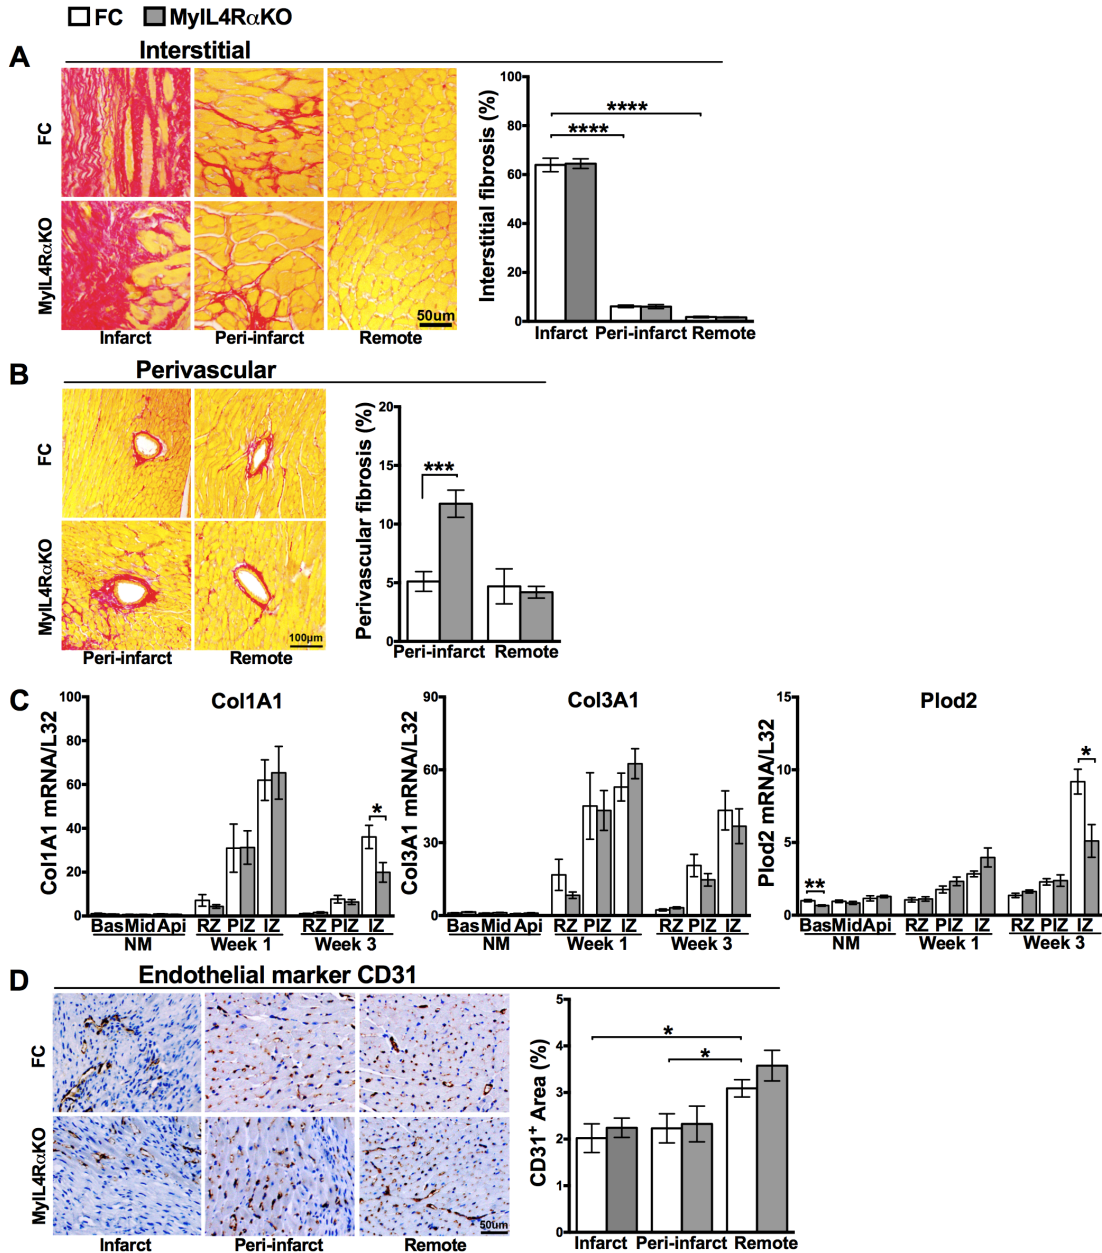 FC MyIL4RαKO
A Interstitial
FC
MyIL4RαKO
50um
Infarct Peri-infarct Remote
Interstitial fibrosis (%)
100
80
60
40
20
0
****
****
Infarct Peri-infarct Remote
B Perivascular
FC
MyIL4RαKO
100µm
Peri-infarct Remote
Perivascular fibrosis (%)
20
15
10
5
0
***
Peri-infarct Remote
C
Col1A1
Col1A1 mRNA/L32
100
80
60
40
20
0
*
Bas Mid Api RZ PIZ IZ RZ PIZ IZ
NM Week 1 Week 3
Col3A1
Col3A1 mRNA/L32
90
60
30
0
Bas Mid Api RZ PIZ IZ RZ PIZ IZ
NM Week 1 Week 3
Plod2
Plod2 mRNA/L32
15
10
5
0
**
*
Bas Mid Api RZ PIZ IZ RZ PIZ IZ
NM Week 1 Week 3
D Endothelial marker CD31
FC
MyIL4RαKO
50um
Infarct Peri-infarct Remote
CD31+ Area (%)
5
4
3
2
1
0
*
*
Infarct Peri-infarct Remote